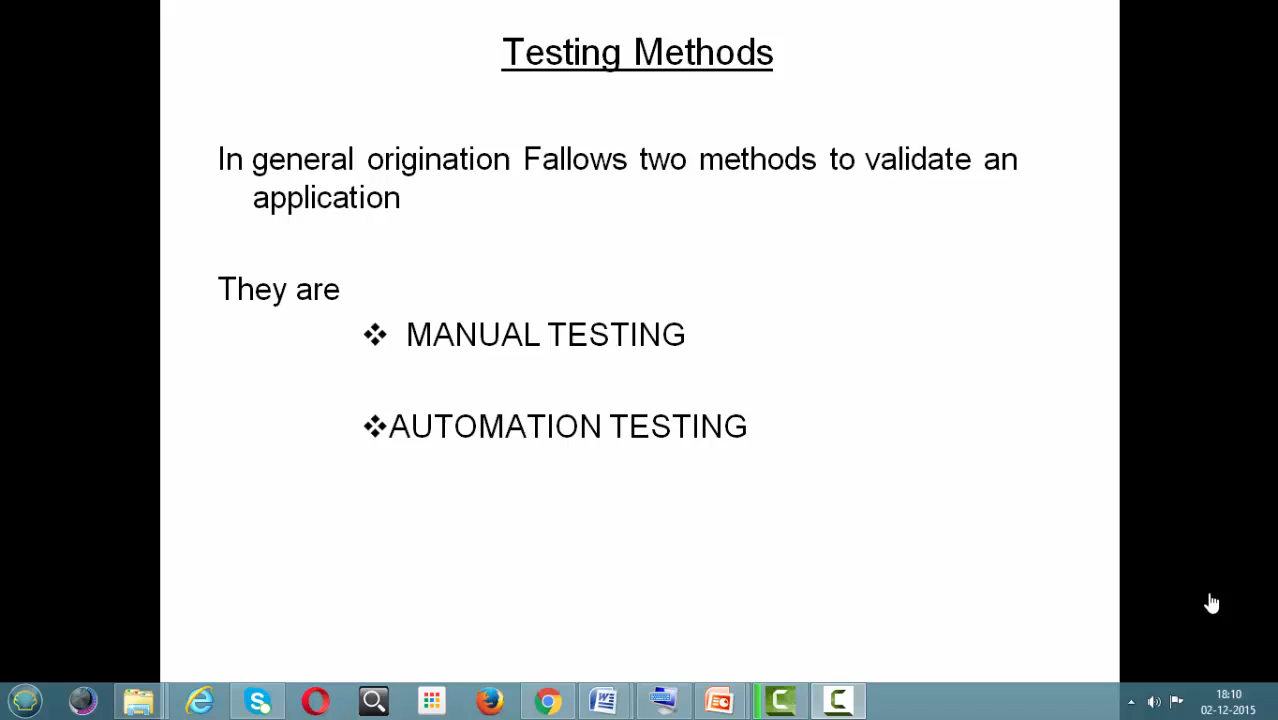 Testing Methods
In general origination Fallows two methods to validate an
application
They are
❖ MANUAL TESTING
❖AUTOMATION TESTING
18:10
02-12-2015